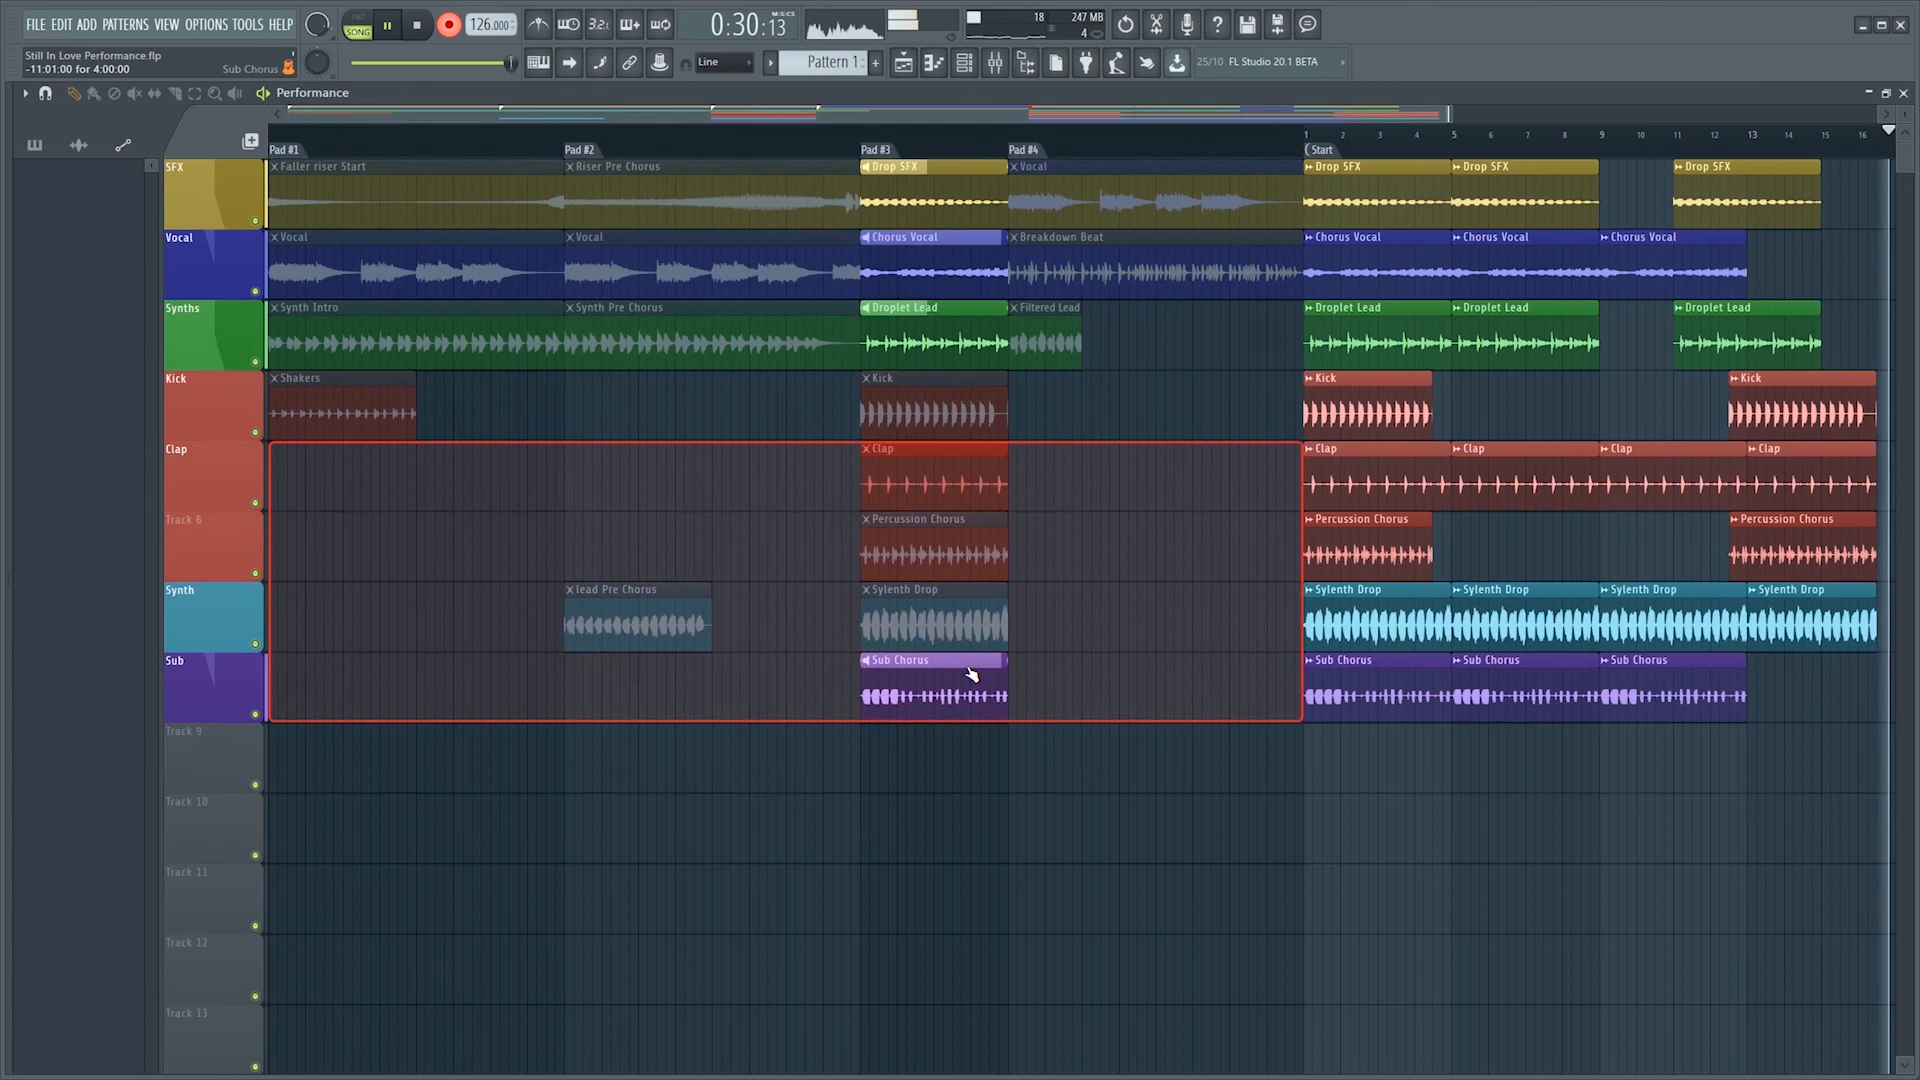 FILE EDIT ADD PATTERNS VIEW OPTIONS TOOLS HELP
PAT
SONG
126.000
3.2.:
0:30:13
M:S:CS
18
247 MB
4
Still In Love Performance.flp
-11:01:00 for 4:00:00
Sub Chorus
Line
Pattern 1
25/10 FL Studio 20.1 BETA
Performance
1 2 3 4 5 6 7 8 9 10 11 12 13 14 15 16
Pad #1
Pad #2
Pad #3
Pad #4
Start
SFX
Faller riser Start
Riser Pre Chorus
Drop SFX
Vocal
Drop SFX
Drop SFX
Drop SFX
Vocal
Vocal
Vocal
Chorus Vocal
Breakdown Beat
Chorus Vocal
Chorus Vocal
Chorus Vocal
Synths
Synth Intro
Synth Pre Chorus
Droplet Lead
Filtered Lead
Droplet Lead
Droplet Lead
Droplet Lead
Kick
Shakers
Kick
Kick
Kick
Clap
Clap
Clap
Clap
Clap
Clap
Track 6
Percussion Chorus
Percussion Chorus
Percussion Chorus
Synth
lead Pre Chorus
Sylenth Drop
Sylenth Drop
Sylenth Drop
Sylenth Drop
Sylenth Drop
Sub
Sub Chorus
Sub Chorus
Sub Chorus
Sub Chorus
Track 9
Track 10
Track 11
Track 12
Track 13